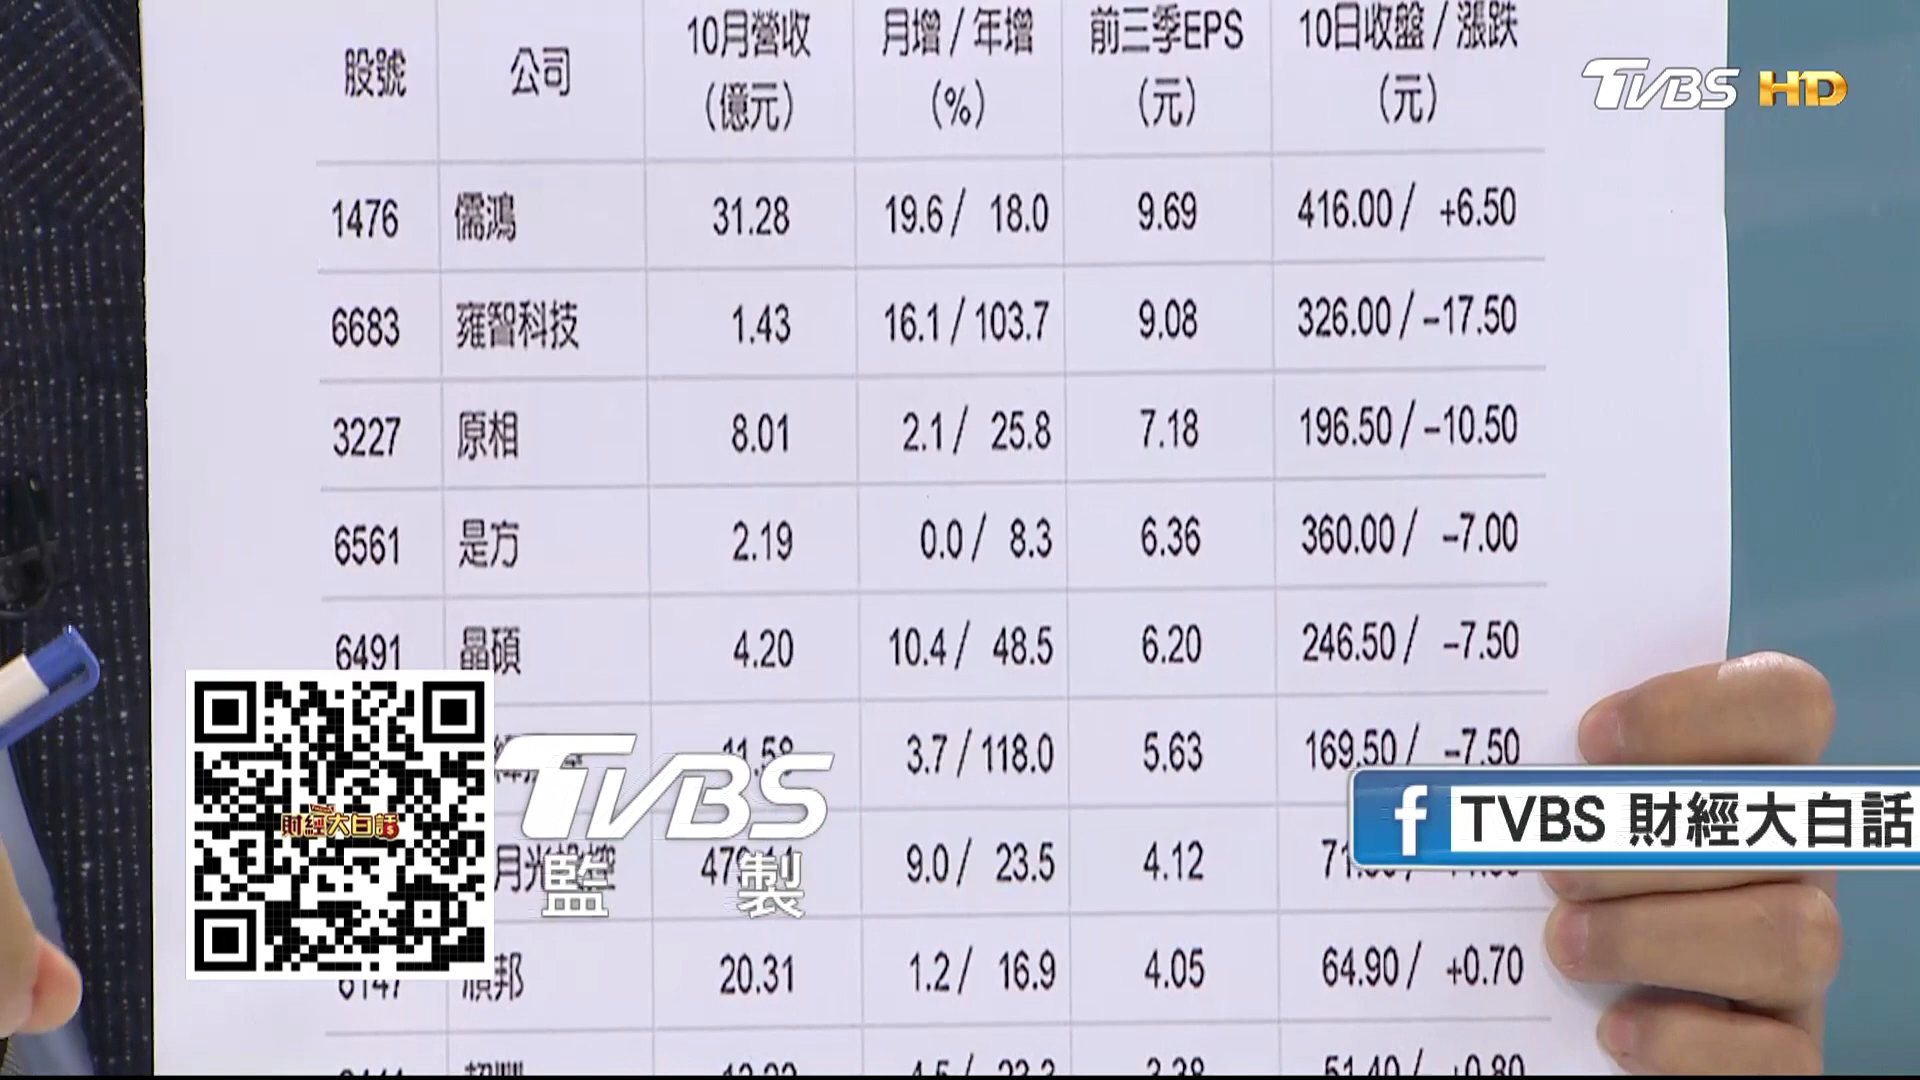 股號 公司 10月營收 (億元) 月增 / 年增 (%) 前三季EPS (元) 10日收盤 / 漲跌 (元)
TVBS HD
1476 儒鴻 31.28 19.6 / 18.0 9.69 416.00 / +6.50
6683 雍智科技 1.43 16.1 / 103.7 9.08 326.00 / -17.50
3227 原相 8.01 2.1 / 25.8 7.18 196.50 / -10.50
6561 是方 2.19 0.0 / 8.3 6.36 360.00 / -7.00
6491 晶碩 4.20 10.4 / 48.5 6.20 246.50 / -7.50
3.7 / 118.0 5.63 169.50 / -7.50
月光投控 9.0 / 23.5 4.12
6147 頎邦 20.31 1.2 / 16.9 4.05 64.90 / +0.70
財經大白話
TVBS
監製
TVBS 財經大白話